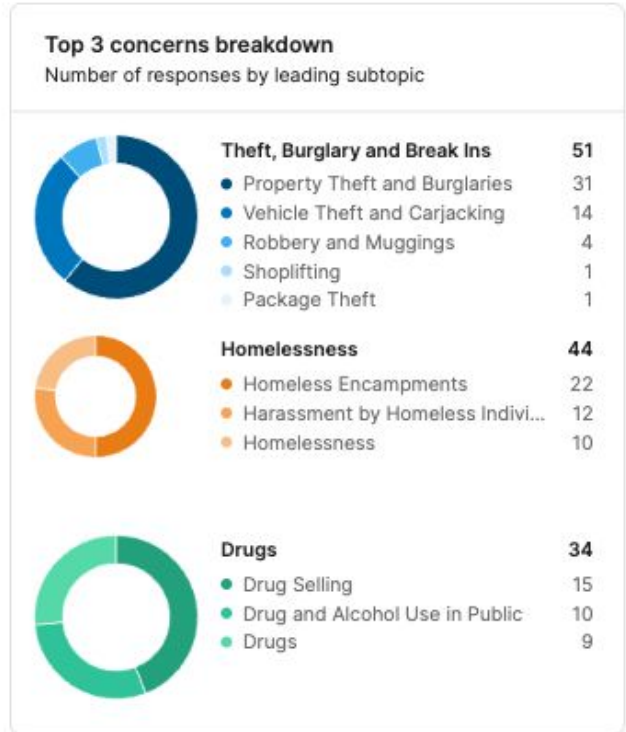 Top 3 concerns breakdown
Number of responses by leading subtopic
Theft, Burglary and Break Ins 51
Property Theft and Burglaries 31
Vehicle Theft and Carjacking 14
Robbery and Muggings 4
Shoplifting 1
Package Theft 1
Homelessness 44
Homeless Encampments 22
Harassment by Homeless Indivi... 12
Homelessness 10
Drugs 34
Drug Selling 15
Drug and Alcohol Use in Public 10
Drugs 9